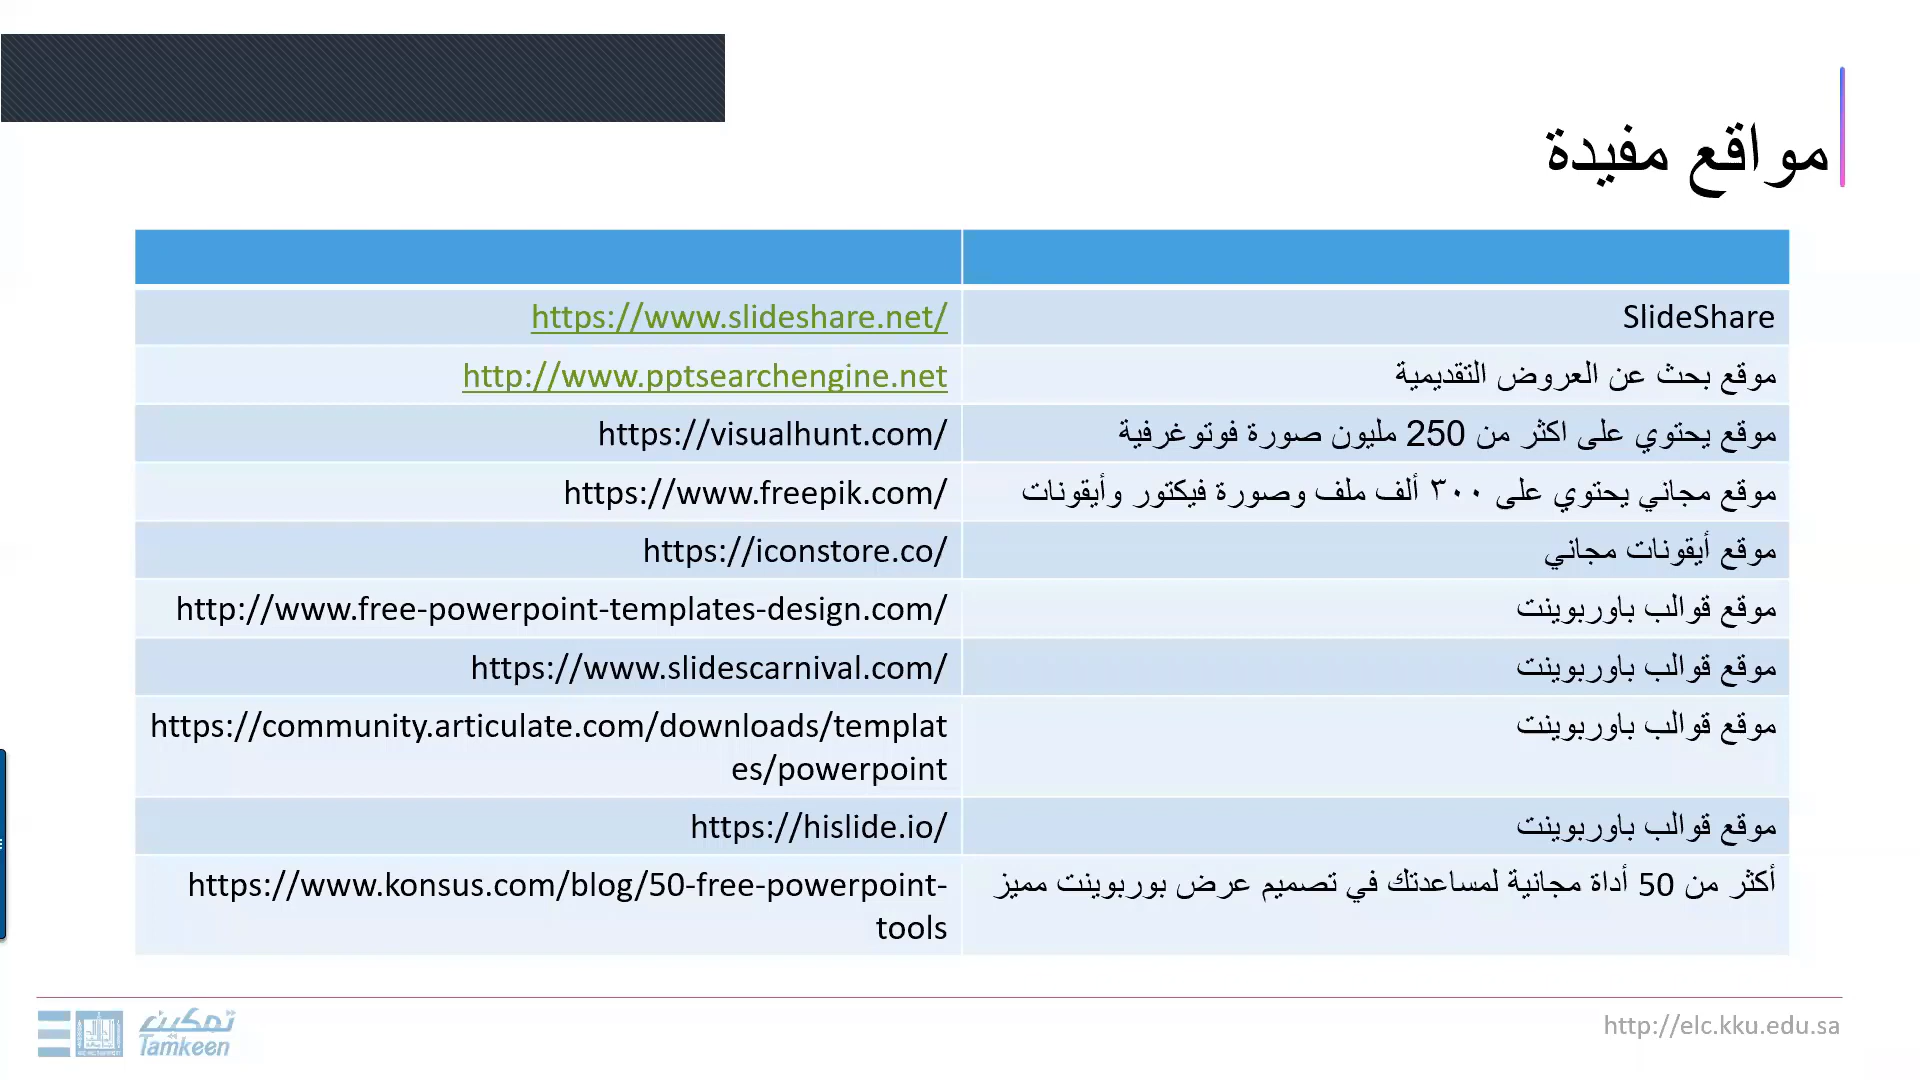 مواقع مفيدة
SlideShare
https://www.slideshare.net/
موقع بحث عن العروض التقديمية
http://www.pptsearchengine.net
موقع يحتوي على اكثر من 250 مليون صورة فوتوغرفية
https://visualhunt.com/
موقع مجاني يحتوي على ٣٠٠ ألف ملف وصورة فيكتور وأيقونات
https://www.freepik.com/
موقع أيقونات مجاني
https://iconstore.co/
موقع قوالب باوربوينت
http://www.free-powerpoint-templates-design.com/
موقع قوالب باوربوينت
https://www.slidescarnival.com/
موقع قوالب باوربوينت
https://community.articulate.com/downloads/templat
es/powerpoint
موقع قوالب باوربوينت
https://hislide.io/
أكثر من 50 أداة مجانية لمساعدتك في تصميم عرض بوربوينت مميز
https://www.konsus.com/blog/50-free-powerpoint-
tools
تمكين
Tamkeen
http://elc.kku.edu.sa